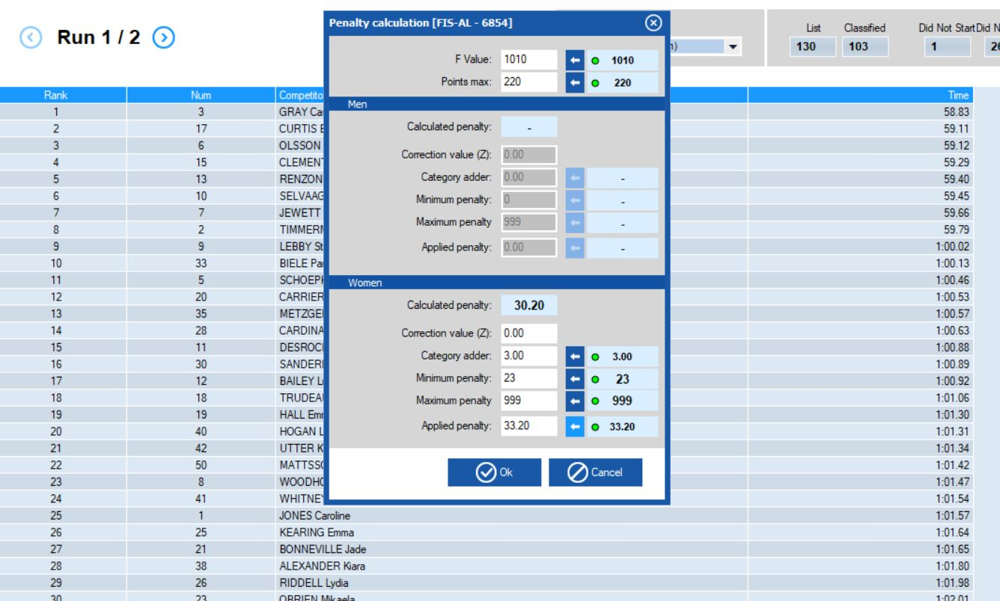 Run 1 / 2
Penalty calculation [FIS-AL - 6854]
List Classified Did Not Start Did N
130 103 1 26
F Value: 1010 1010
Points max: 220 220
Men
Calculated penalty: -
Correction value (Z): 0.00
Category adder: 0.00 -
Minimum penalty: 0 -
Maximum penalty 999 -
Applied penalty: 0.00 -
Women
Calculated penalty: 30.20
Correction value (Z): 0.00
Category adder: 3.00 3.00
Minimum penalty: 23 23
Maximum penalty 999 999
Applied penalty: 33.20 33.20
Ok Cancel
Rank Num Competito Time
1 3 GRAY Ca 58.83
2 17 CURTIS 59.11
3 6 OLSSON 59.12
4 15 CLEMENT 59.29
5 13 RENZON 59.40
6 10 SELVAAG 59.45
7 7 JEWETT 59.66
8 2 TIMMERM 59.79
9 9 LEBBY St 1:00.02
10 33 BIELE Pa 1:00.13
11 5 SCHOEPK 1:00.46
12 20 CARRIER 1:00.53
13 35 METZGE 1:00.57
14 28 CARDINA 1:00.63
15 11 DESROC 1:00.88
16 30 SANDER 1:00.89
17 12 BAILEY L 1:00.92
18 18 TRUDEA 1:01.06
19 19 HALL Em 1:01.30
20 40 HOGAN L 1:01.31
21 42 UTTER K 1:01.34
22 50 MATTSSO 1:01.42
23 8 WOODHO 1:01.47
24 41 WHITNEY 1:01.54
25 1 JONES Caroline 1:01.57
26 25 KEARING Emma 1:01.64
27 21 BONNEVILLE Jade 1:01.65
28 38 ALEXANDER Kiara 1:01.80
29 26 RIDDELL Lydia 1:01.98
30 23 OBRIEN Mikaela 1:02.01